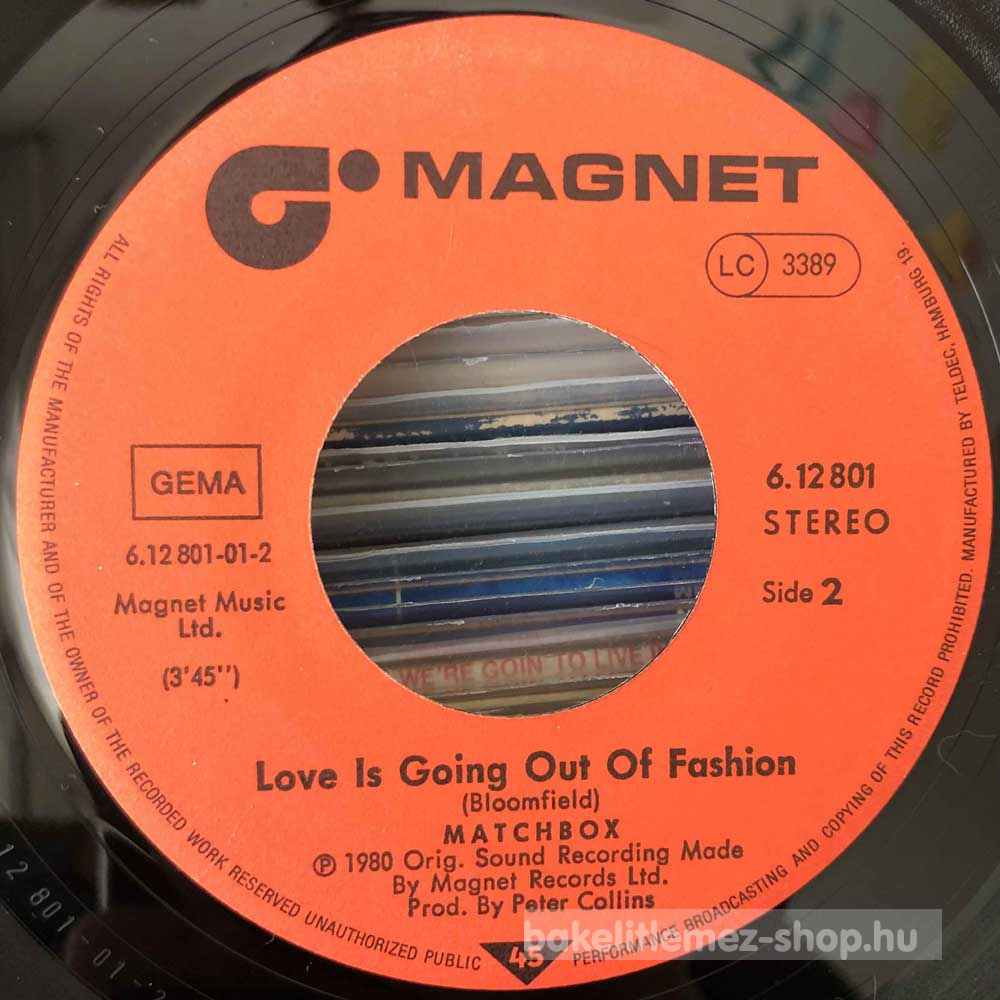 MAGNET
LC 3389
GEMA
6.12 801-01-2
Magnet Music
Ltd.
(3'45'')
6.12 801
STEREO
Side 2
WE'RE GOIN TO LIVE
Love Is Going Out Of Fashion
(Bloomfield)
MATCHBOX
℗ 1980 Orig. Sound Recording Made
By Magnet Records Ltd.
Prod. By Peter Collins
ALL RIGHTS OF THE MANUFACTURER AND OF THE OWNER OF THE RECORDED WORK RESERVED UNAUTHORIZED PUBLIC PERFORMANCE BROADCASTING AND COPYING OF THIS RECORD PROHIBITED. MANUFACTURED BY TELDEC, HAMBURG 19.
45
bakelitlemez-shop.hu
12 801-01-2